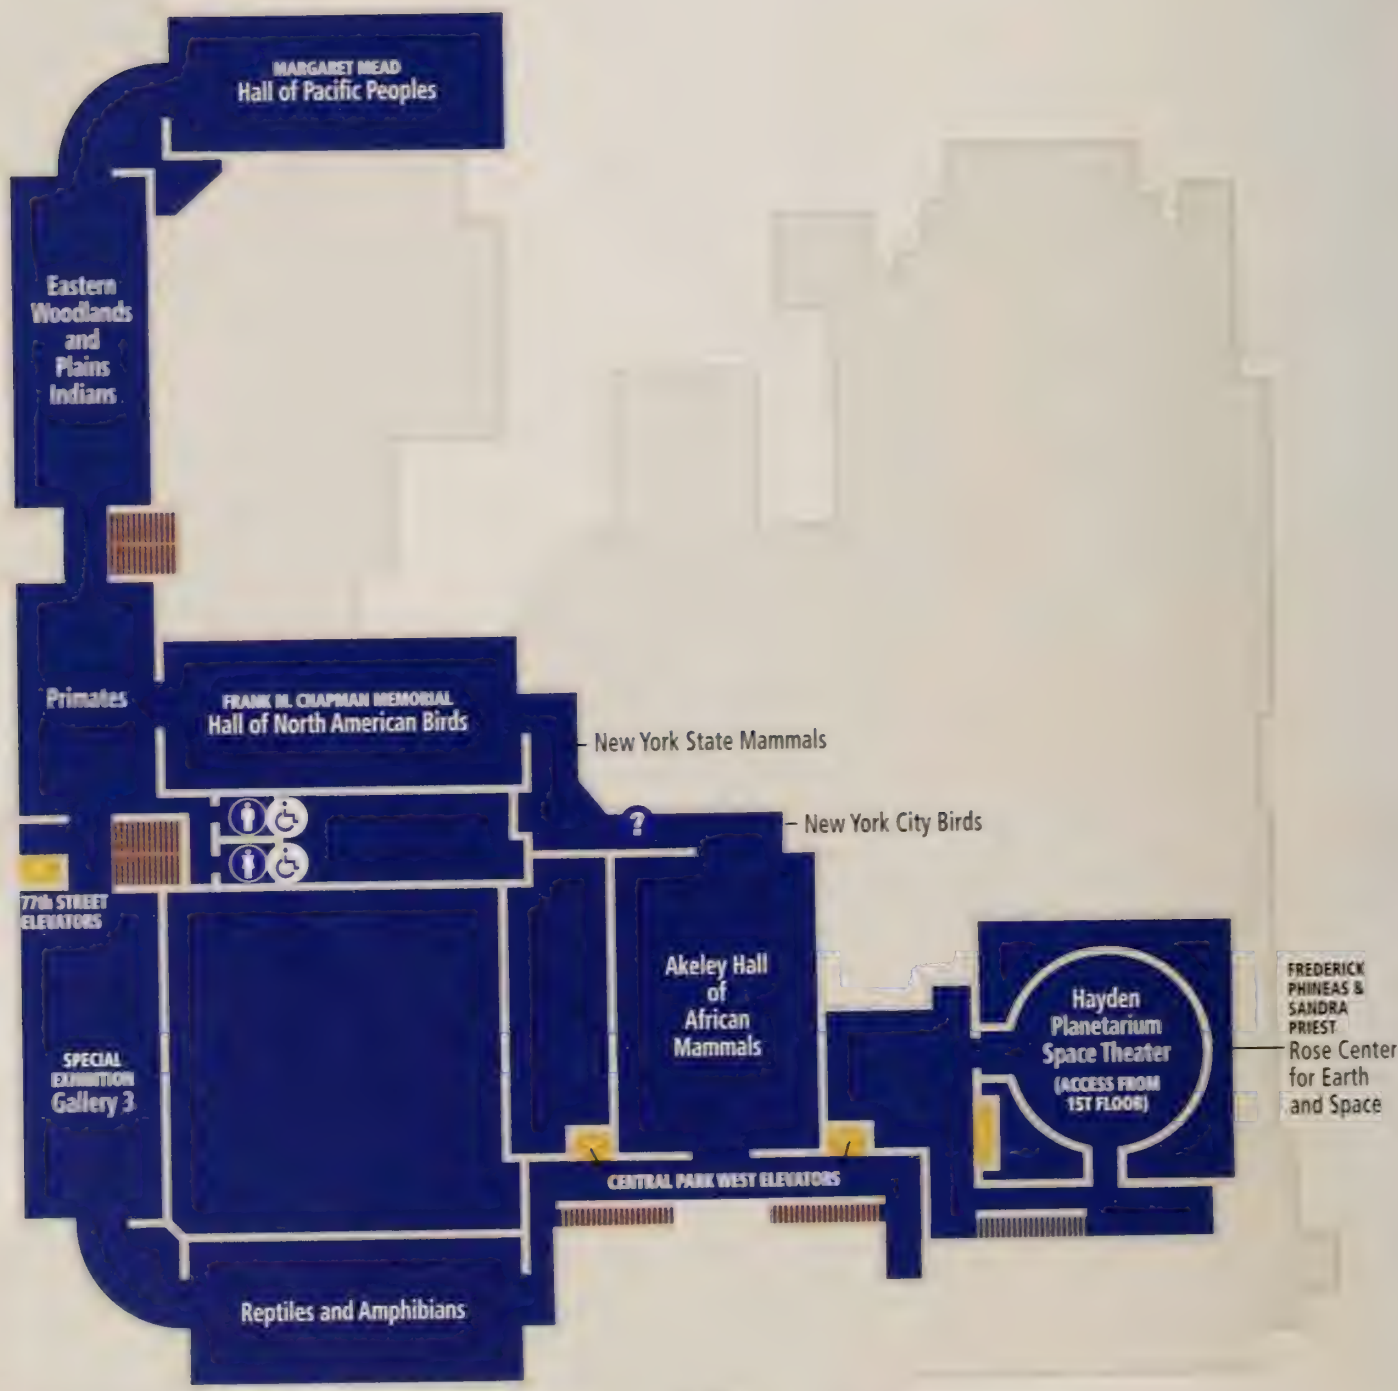 MARGARET MEAD
Hall of Pacific Peoples
Eastern
Woodlands
and
Plains
Indians
Primates
FRANK M. CHAPMAN MEMORIAL
Hall of North American Birds
New York State Mammals
?
New York City Birds
77th STREET
ELEVATORS
Akeley Hall
of
African
Mammals
Hayden
Planetarium
Space Theater
(ACCESS FROM
1ST FLOOR)
FREDERICK
PHINEAS &
SANDRA
PRIEST
Rose Center
for Earth
and Space
SPECIAL
EXHIBITION
Gallery 3
CENTRAL PARK WEST ELEVATORS
Reptiles and Amphibians